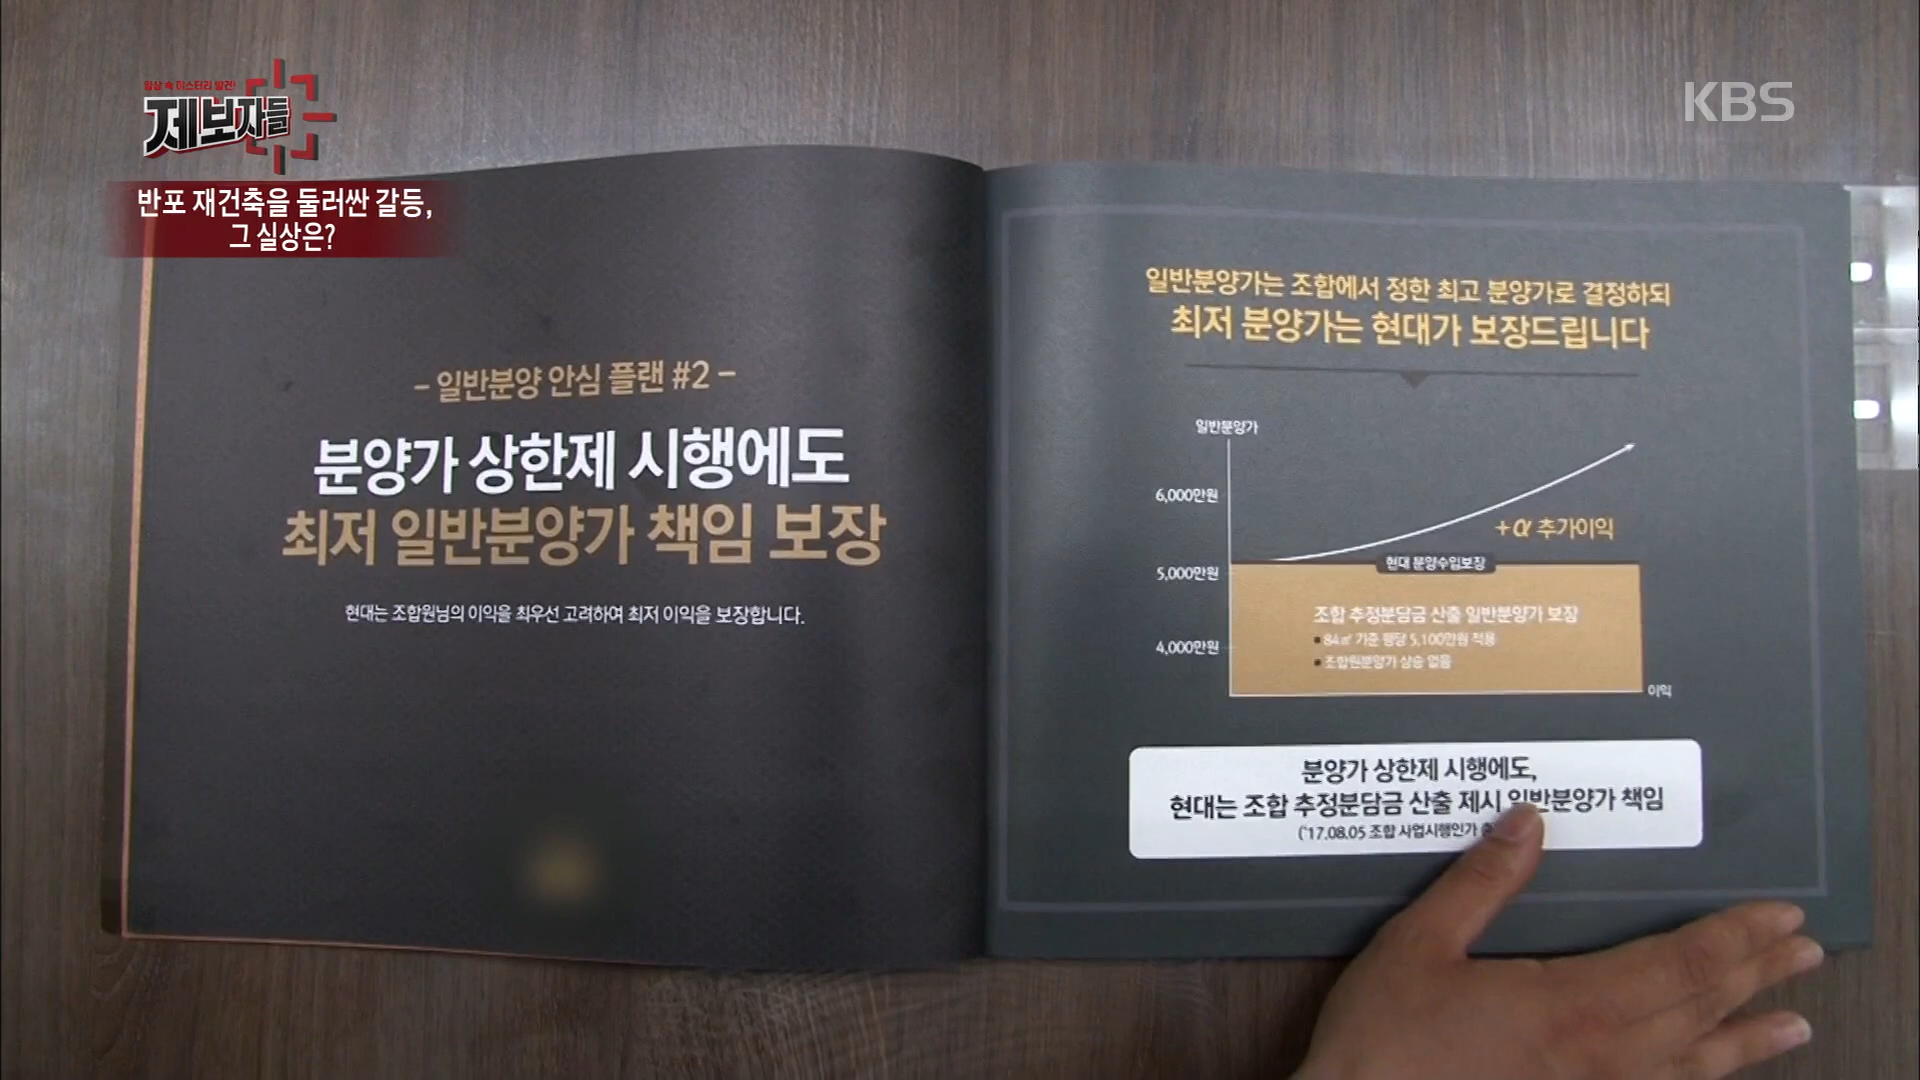 일상 속 미스터리 발견!
제보자들
KBS
반포 재건축을 둘러싼 갈등,
그 실상은?
– 일반분양 안심 플랜 #2 –
분양가 상한제 시행에도
최저 일반분양가 책임 보장
현대는 조합원님의 이익을 최우선 고려하여 최저 이익을 보장합니다.
일반분양가는 조합에서 정한 최고 분양가로 결정하되
최저 분양가는 현대가 보장드립니다
일반분양가
6,000만원
+α 추가이익
현대 분양수입보장
5,000만원
조합 추정분담금 산출 일반분양가 보장
▪ 84㎡ 기준 평당 5,100만원 적용
4,000만원
▪ 조합원분양가 상승 없음
이익
분양가 상한제 시행에도,
현대는 조합 추정분담금 산출 제시 일반분양가 책임
('17.08.05 조합 사업시행인가